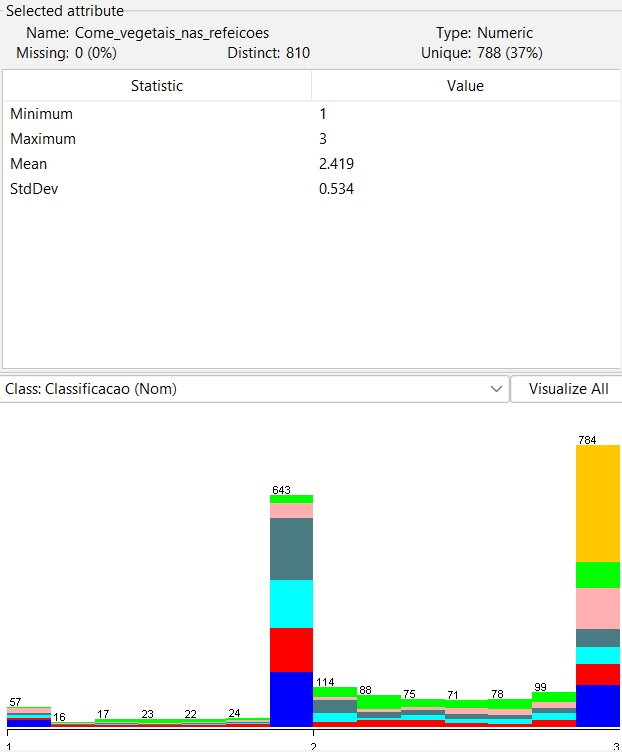 Selected attribute
Name: Come_vegetais_nas_refeicoes Type: Numeric
Missing: 0 (0%) Distinct: 810 Unique: 788 (37%)
Statistic Value
Minimum 1
Maximum 3
Mean 2.419
StdDev 0.534
Class: Classificacao (Nom) Visualize All
784
643
57 16 17 23 22 24 114 88 75 71 78 99
1 2 3